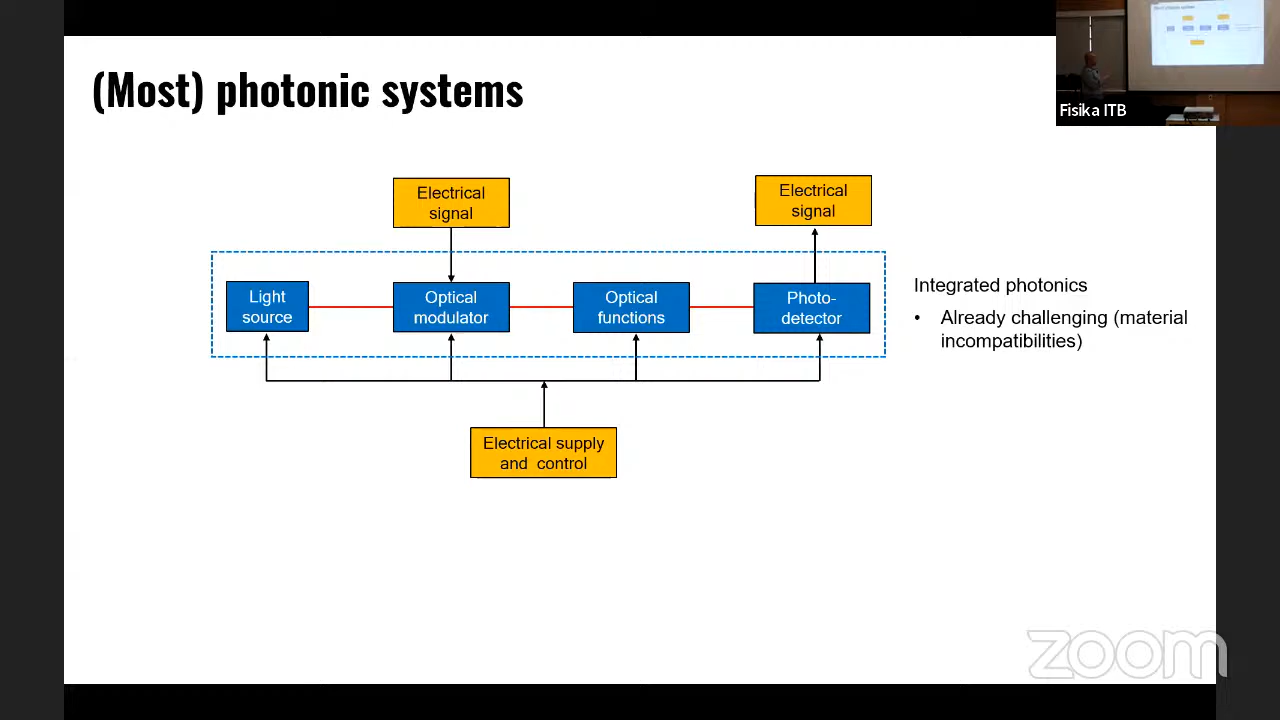 (Most) photonic systems
Fisika ITB
Electrical
signal
Electrical
signal
Light
source
Optical
modulator
Optical
functions
Photo-
detector
Integrated photonics
• Already challenging (material
incompatibilities)
Electrical supply
and control
zoom